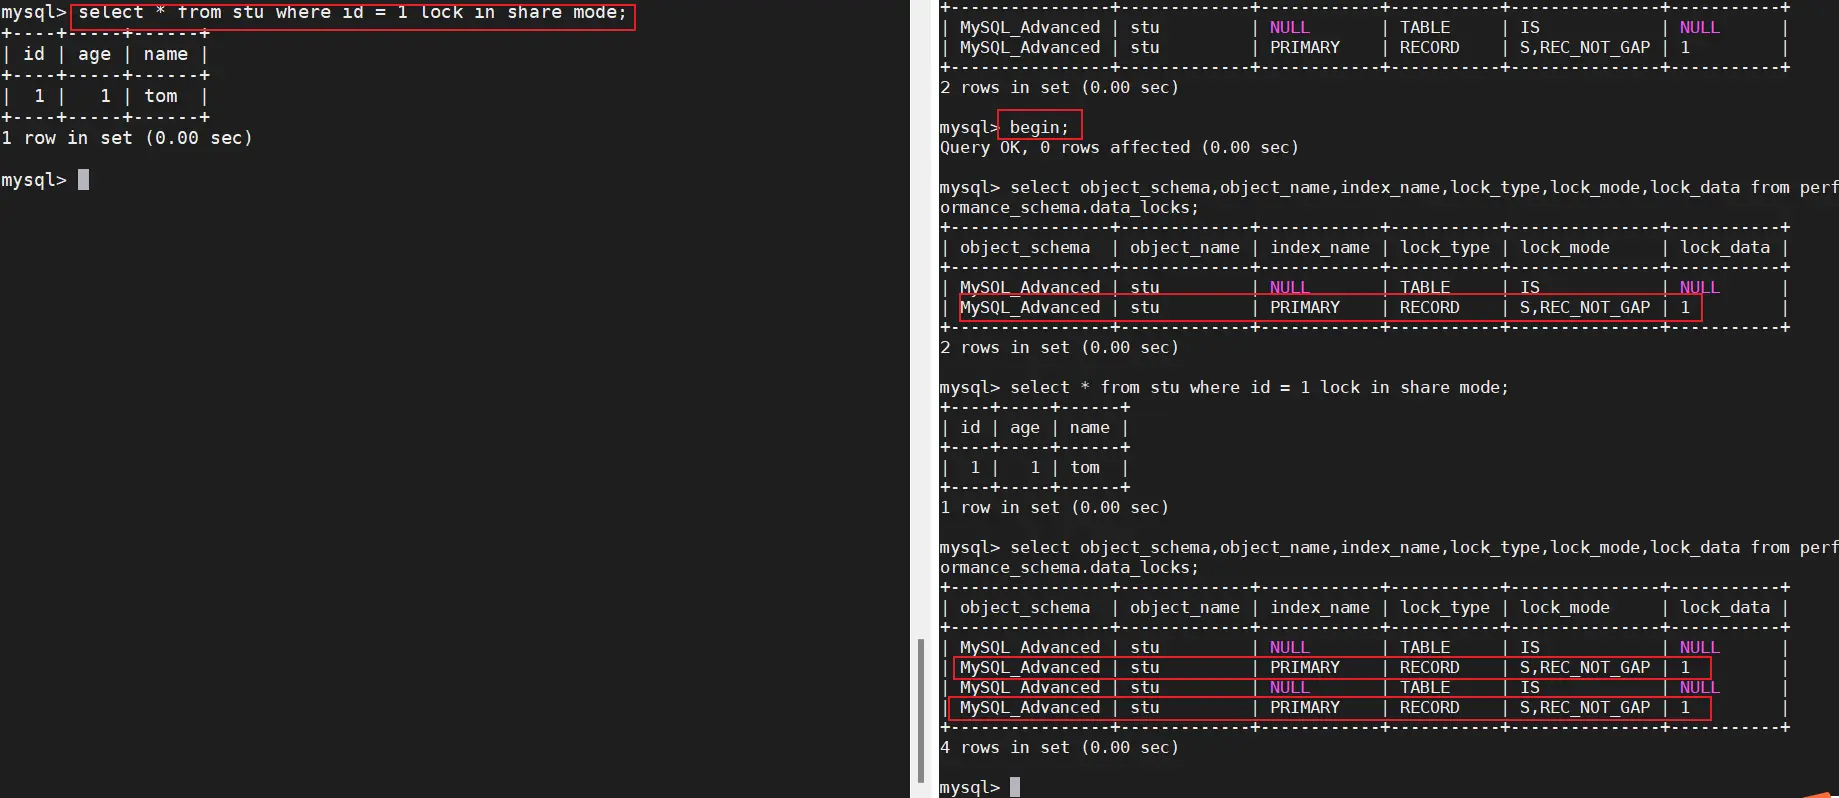 mysql> select * from stu where id = 1 lock in share mode;
+----+-----+------+
| id | age | name |
+----+-----+------+
|  1 |   1 | tom  |
+----+-----+------+
1 row in set (0.00 sec)

mysql>
+----------------+-------------+------------+-----------+---------------+-----------+
| MySQL_Advanced | stu         | NULL       | TABLE     | IS            | NULL      |
| MySQL_Advanced | stu         | PRIMARY    | RECORD    | S,REC_NOT_GAP | 1         |
+----------------+-------------+------------+-----------+---------------+-----------+
2 rows in set (0.00 sec)

mysql> begin;
Query OK, 0 rows affected (0.00 sec)

mysql> select object_schema,object_name,index_name,lock_type,lock_mode,lock_data from perf
ormance_schema.data_locks;
+----------------+-------------+------------+-----------+---------------+-----------+
| object_schema  | object_name | index_name | lock_type | lock_mode     | lock_data |
+----------------+-------------+------------+-----------+---------------+-----------+
| MySQL_Advanced | stu         | NULL       | TABLE     | IS            | NULL      |
| MySQL_Advanced | stu         | PRIMARY    | RECORD    | S,REC_NOT_GAP | 1         |
+----------------+-------------+------------+-----------+---------------+-----------+
2 rows in set (0.00 sec)

mysql> select * from stu where id = 1 lock in share mode;
+----+-----+------+
| id | age | name |
+----+-----+------+
|  1 |   1 | tom  |
+----+-----+------+
1 row in set (0.00 sec)

mysql> select object_schema,object_name,index_name,lock_type,lock_mode,lock_data from perf
ormance_schema.data_locks;
+----------------+-------------+------------+-----------+---------------+-----------+
| object_schema  | object_name | index_name | lock_type | lock_mode     | lock_data |
+----------------+-------------+------------+-----------+---------------+-----------+
| MySQL_Advanced | stu         | NULL       | TABLE     | IS            | NULL      |
| MySQL_Advanced | stu         | PRIMARY    | RECORD    | S,REC_NOT_GAP | 1         |
| MySQL_Advanced | stu         | NULL       | TABLE     | IS            | NULL      |
| MySQL_Advanced | stu         | PRIMARY    | RECORD    | S,REC_NOT_GAP | 1         |
+----------------+-------------+------------+-----------+---------------+-----------+
4 rows in set (0.00 sec)

mysql>